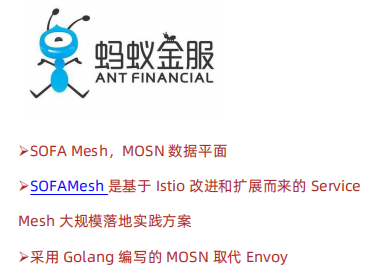 蚂蚁金服
ANT FINANCIAL
➢SOFA Mesh，MOSN 数据平面
➢SOFAMesh 是基于 Istio 改进和扩展而来的 Service
Mesh 大规模落地实践方案
➢采用 Golang 编写的 MOSN 取代 Envoy